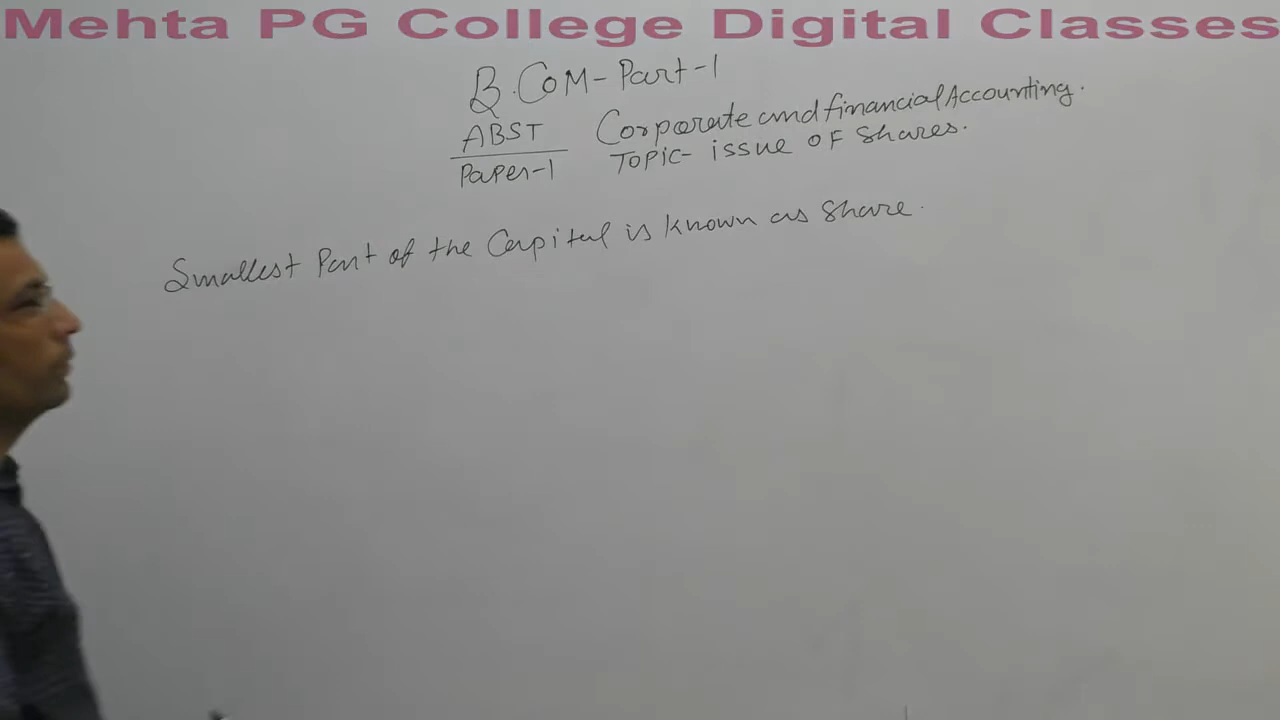 Mehta PG College Digital Classes
B.COM-Part-1
ABST Corporate and financial Accounting.
Paper-1 TOPIC- issue OF Shares.
Smallest Part of the Capital is known as Share.